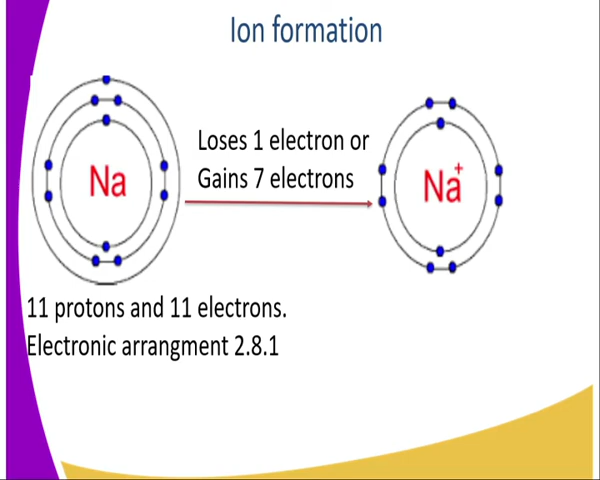 Ion formation
Loses 1 electron or
Gains 7 electrons
Na
Na+
11 protons and 11 electrons.
Electronic arrangment 2.8.1